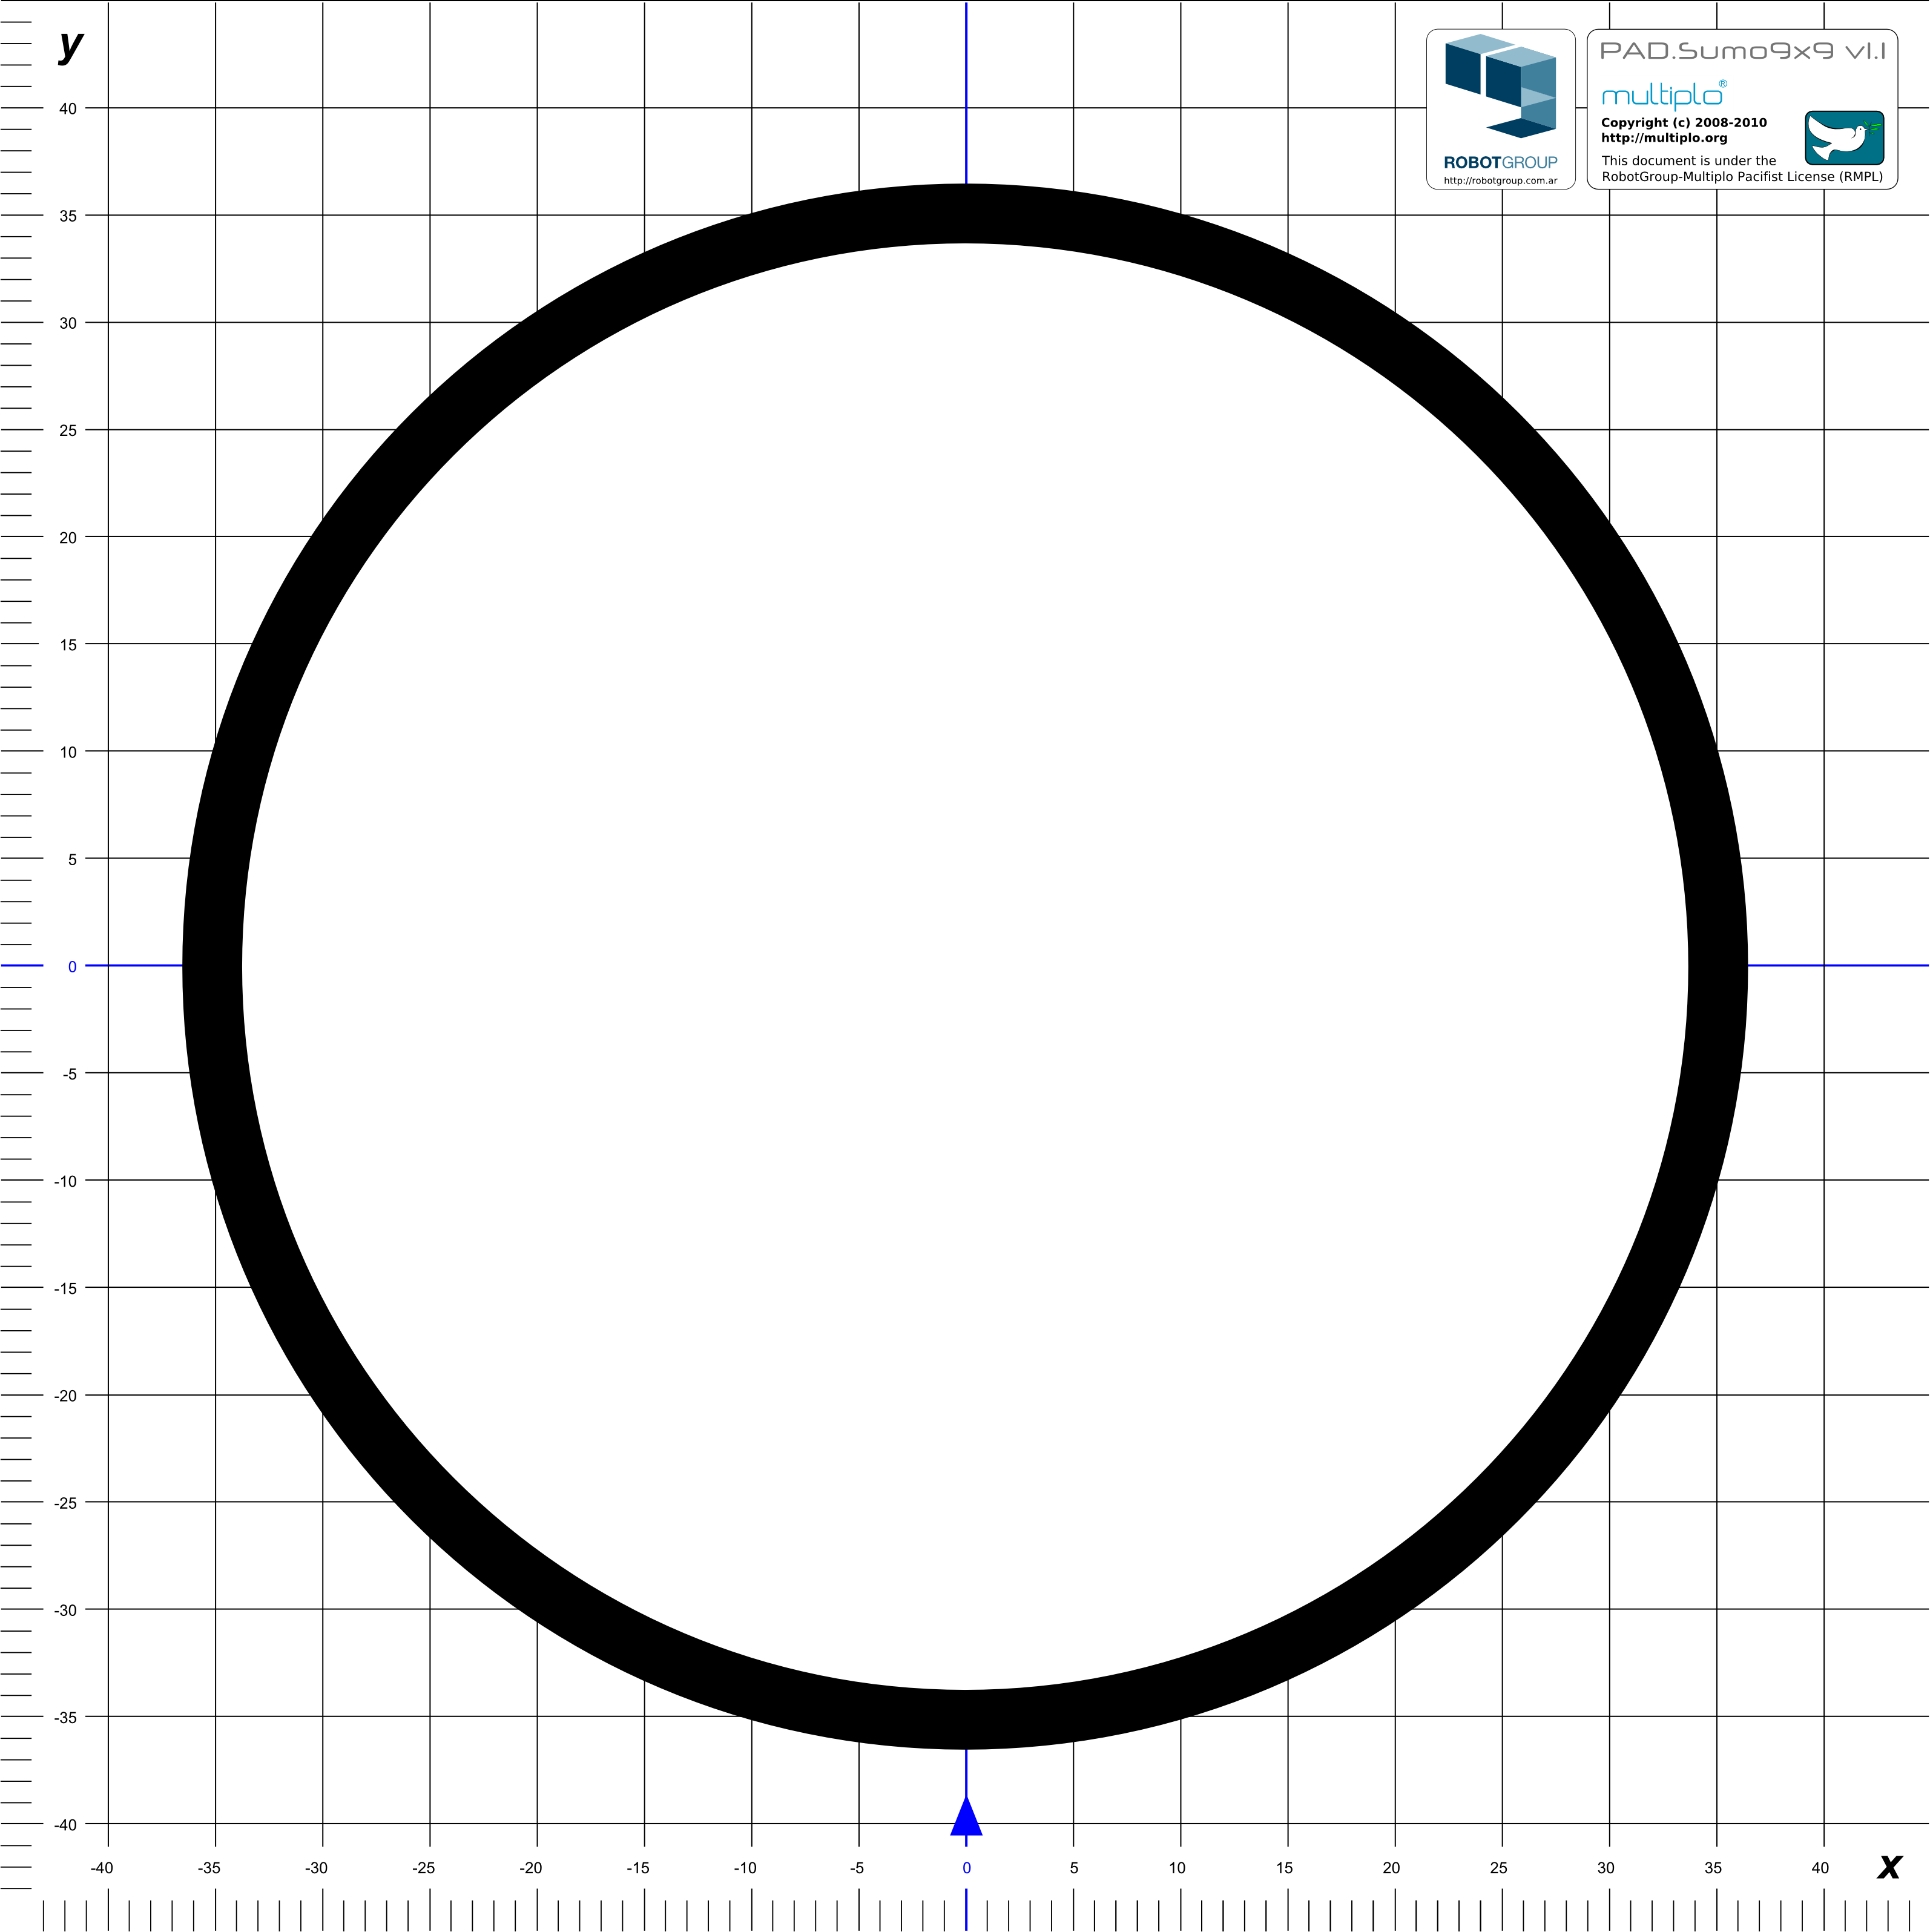 y
PAD.Sumo9x9 v1.1
multiplo®
Copyright (c) 2008-2010
http://multiplo.org
This document is under the
RobotGroup-Multiplo Pacifist License (RMPL)
ROBOTGROUP
http://robotgroup.com.ar
40
35
30
25
20
15
10
5
0
-5
-10
-15
-20
-25
-30
-35
-40
-40 -35 -30 -25 -20 -15 -10 -5 0 5 10 15 20 25 30 35 40 x